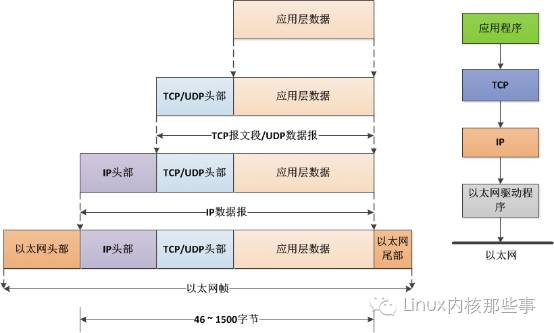 应用层数据
应用程序
TCP/UDP头部
应用层数据
TCP
TCP报文段/UDP数据报
IP头部
TCP/UDP头部
应用层数据
IP
IP数据报
以太网驱动程
序
以太网头部
IP头部
TCP/UDP头部
应用层数据
以太网
尾部
以太网
以太网帧
46 ~ 1500字节
Linux内核那些事